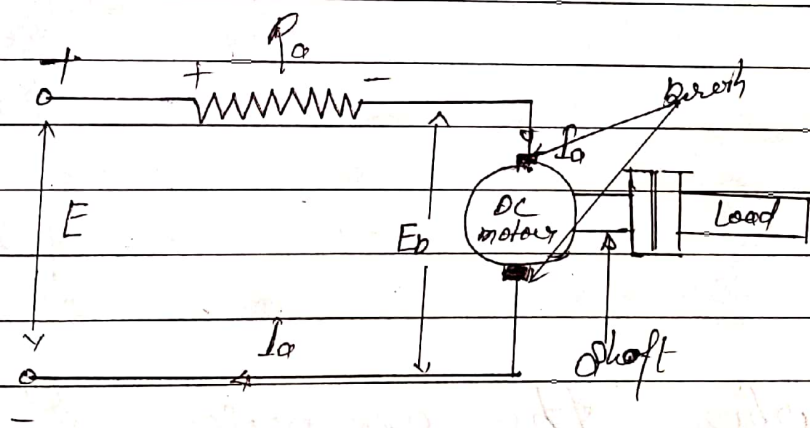 Ra
+
+ -
Brush
Ia
E
Eb
DC
motor
Load
Ia
Shaft
-